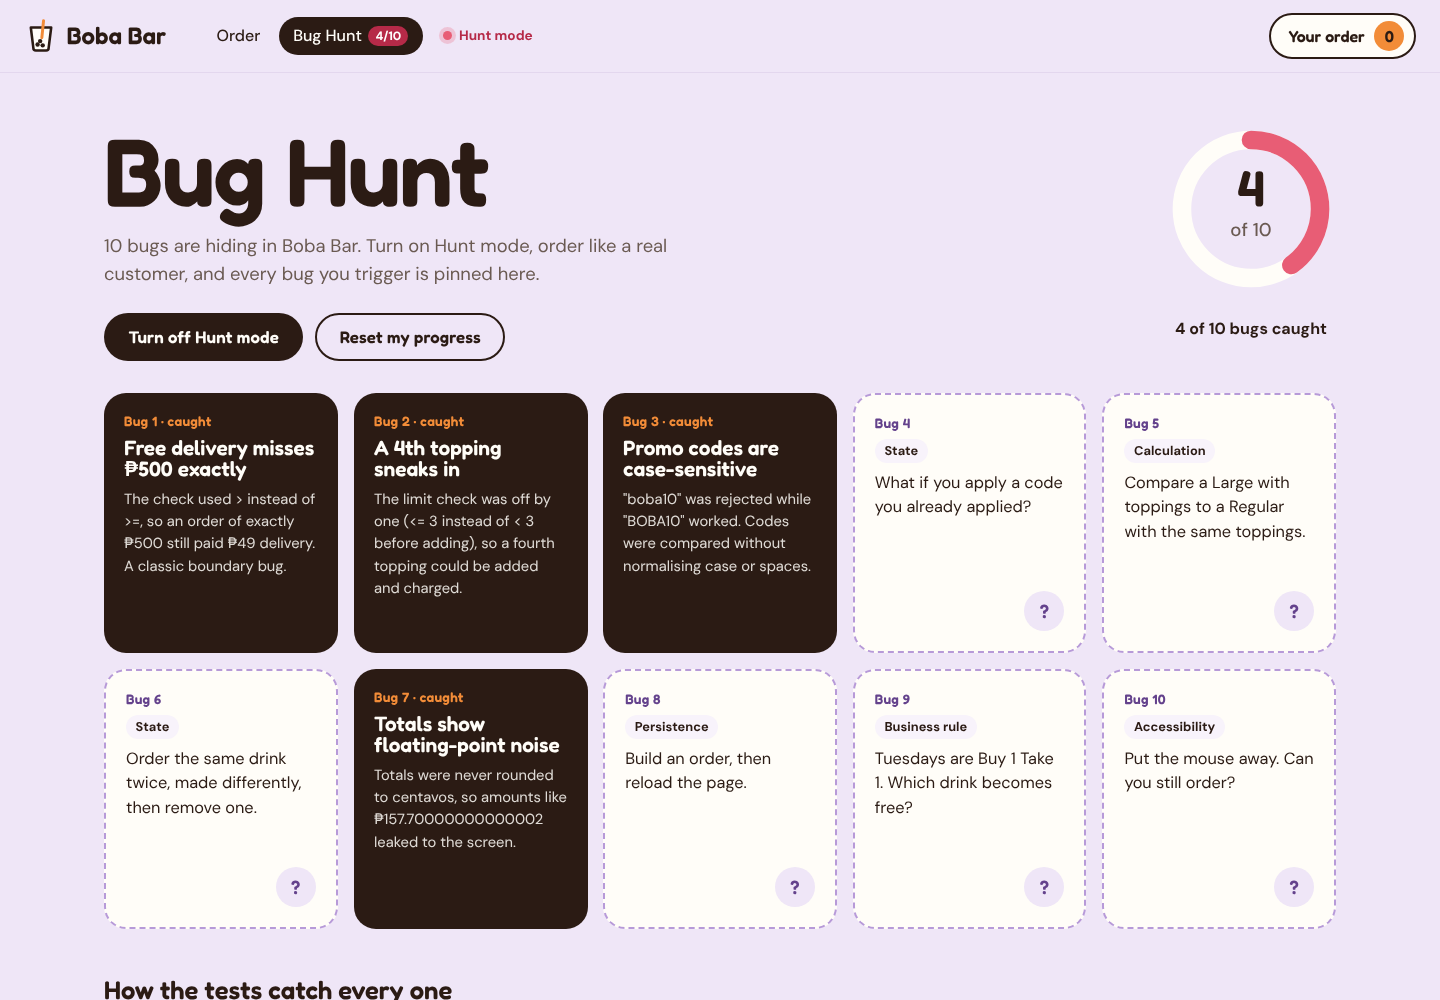 Boba Bar
Order
Bug Hunt 4/10
Hunt mode
Your order 0
Bug Hunt
10 bugs are hiding in Boba Bar. Turn on Hunt mode, order like a real
customer, and every bug you trigger is pinned here.
Turn off Hunt mode
Reset my progress
4
of 10
4 of 10 bugs caught
Bug 1 · caught
Free delivery misses
₱500 exactly
The check used > instead of
>=, so an order of exactly
₱500 still paid ₱49 delivery.
A classic boundary bug.
Bug 2 · caught
A 4th topping
sneaks in
The limit check was off by
one (<= 3 instead of < 3
before adding), so a fourth
topping could be added
and charged.
Bug 3 · caught
Promo codes are
case-sensitive
"boba10" was rejected while
"BOBA10" worked. Codes
were compared without
normalising case or spaces.
Bug 4
State
What if you apply a code
you already applied?
?
Bug 5
Calculation
Compare a Large with
toppings to a Regular
with the same toppings.
?
Bug 6
State
Order the same drink
twice, made differently,
then remove one.
?
Bug 7 · caught
Totals show
floating-point noise
Totals were never rounded
to centavos, so amounts like
₱157.70000000000002
leaked to the screen.
Bug 8
Persistence
Build an order, then
reload the page.
?
Bug 9
Business rule
Tuesdays are Buy 1 Take
1. Which drink becomes
free?
?
Bug 10
Accessibility
Put the mouse away. Can
you still order?
?
How the tests catch every one